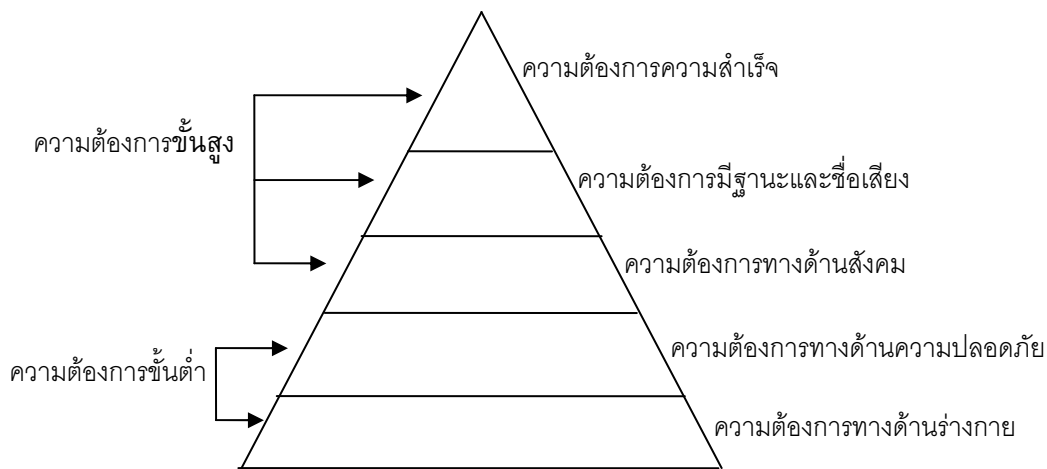 ความต้องการความสำเร็จ
ความต้องการขั้นสูง
ความต้องการมีฐานะและชื่อเสียง
ความต้องการทางด้านสังคม
ความต้องการทางด้านความปลอดภัย
ความต้องการขั้นต่ำ
ความต้องการทางด้านร่างกาย